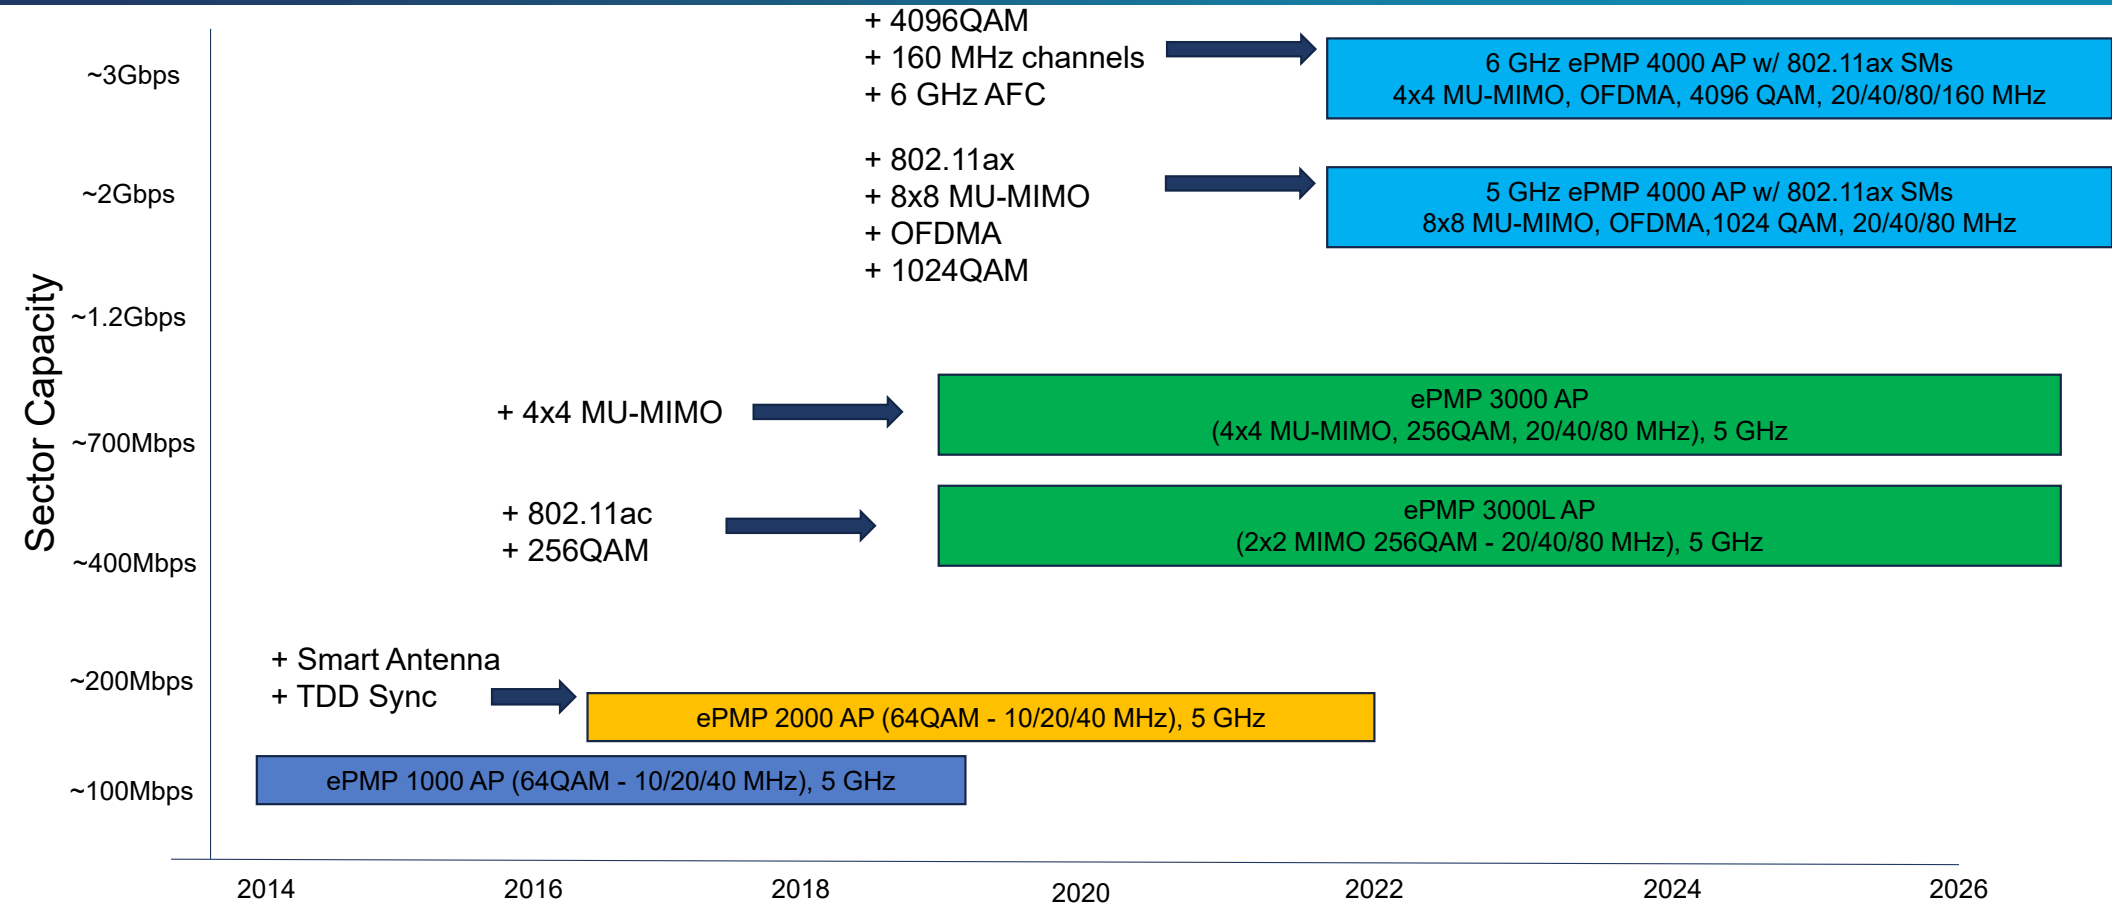 + 4096QAM
+ 160 MHz channels
+ 6 GHz AFC
~3Gbps
6 GHz ePMP 4000 AP w/ 802.11ax SMs
4x4 MU-MIMO, OFDMA, 4096 QAM, 20/40/80/160 MHz
+ 802.11ax
+ 8x8 MU-MIMO
+ OFDMA
+ 1024QAM
~2Gbps
5 GHz ePMP 4000 AP w/ 802.11ax SMs
8x8 MU-MIMO, OFDMA,1024 QAM, 20/40/80 MHz
Sector Capacity
~1.2Gbps
+ 4x4 MU-MIMO
ePMP 3000 AP
(4x4 MU-MIMO, 256QAM, 20/40/80 MHz), 5 GHz
~700Mbps
+ 802.11ac
+ 256QAM
ePMP 3000L AP
(2x2 MIMO 256QAM - 20/40/80 MHz), 5 GHz
~400Mbps
+ Smart Antenna
+ TDD Sync
~200Mbps
ePMP 2000 AP (64QAM - 10/20/40 MHz), 5 GHz
ePMP 1000 AP (64QAM - 10/20/40 MHz), 5 GHz
~100Mbps
2014 2016 2018 2020 2022 2024 2026